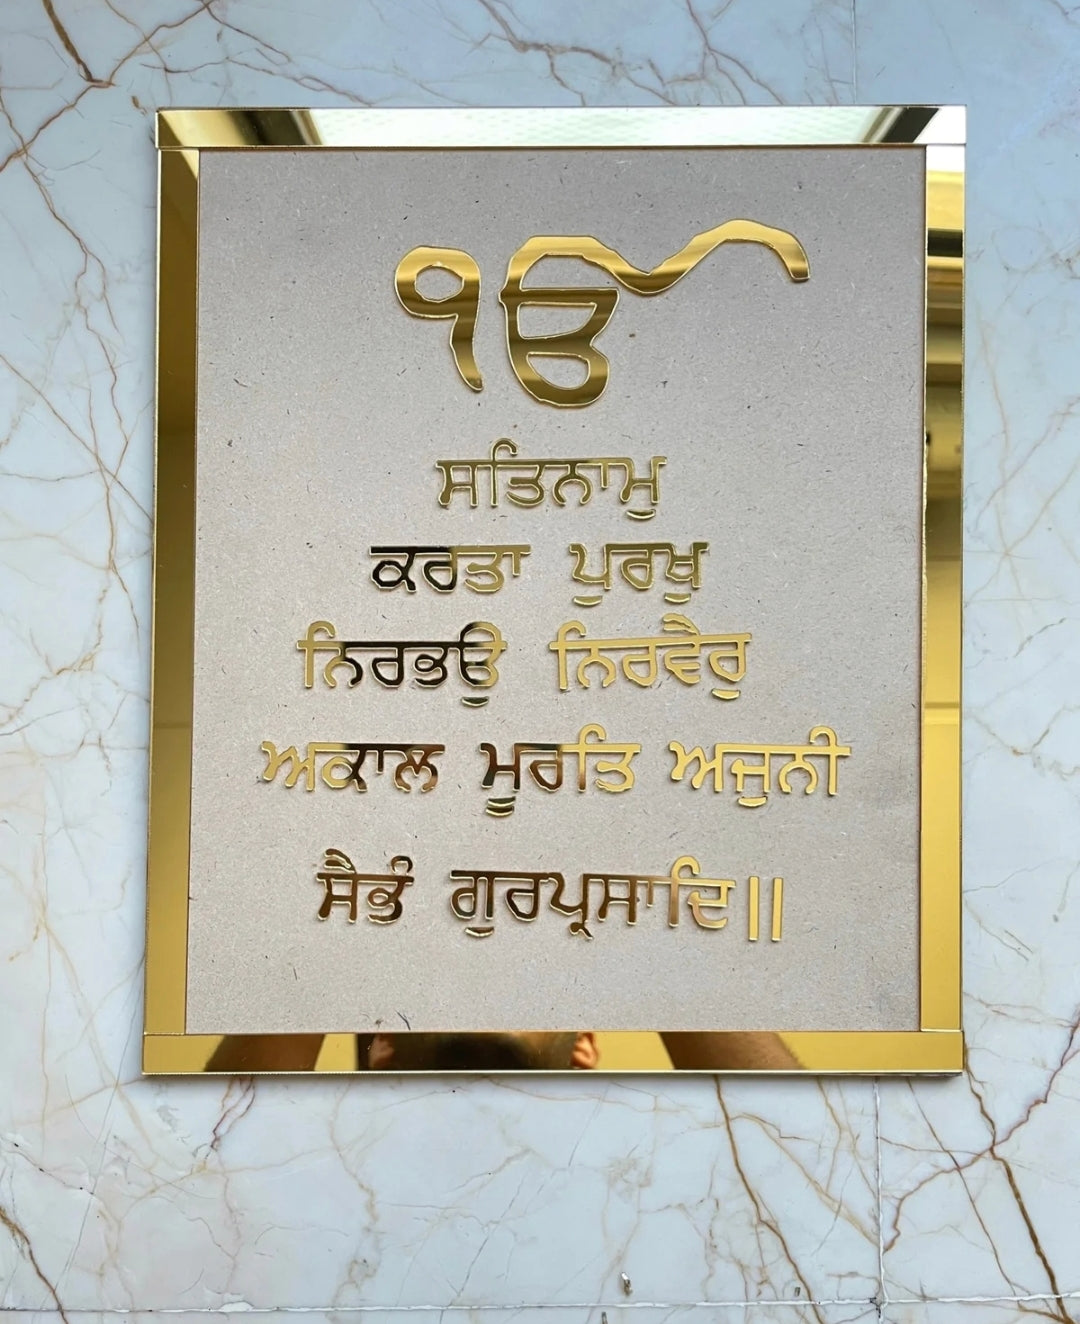 ੴ
ਸਤਿਨਾਮੁ
ਕਰਤਾ ਪੁਰਖੁ
ਨਿਰਭਉ ਨਿਰਵੈਰੁ
ਅਕਾਲ ਮੂਰਤਿ ਅਜੁਨੀ
ਸੈਭੰ ਗੁਰਪ੍ਰਸਾਦਿ॥